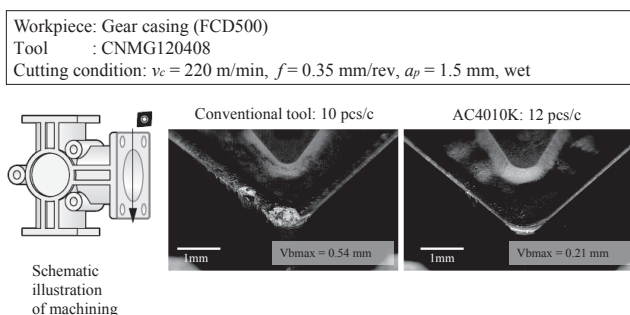 Workpiece: Gear casing (FCD500)
Tool : CNMG120408
Cutting condition: vc = 220 m/min, f = 0.35 mm/rev, ap = 1.5 mm, wet
Conventional tool: 10 pcs/c
AC4010K: 12 pcs/c
1mm
Vbmax = 0.54 mm
1mm
Vbmax = 0.21 mm
Schematic
illustration
of machining